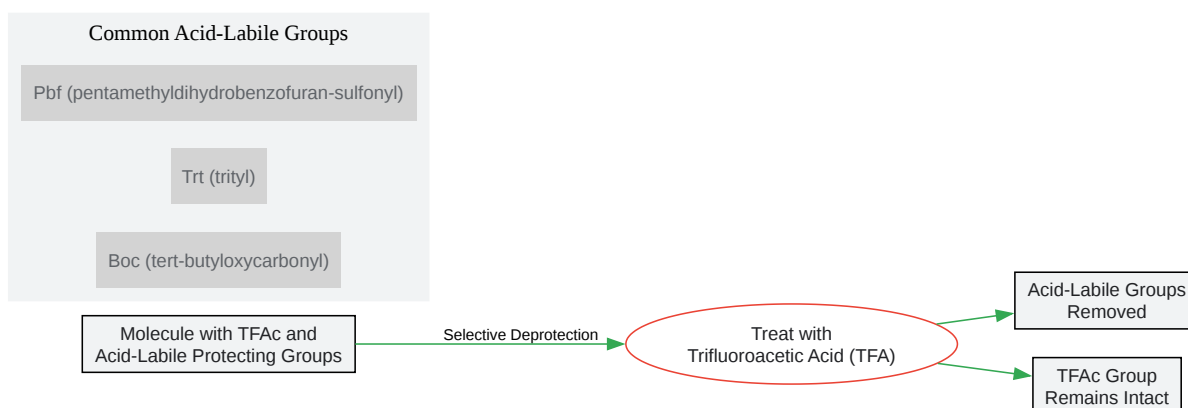 Common Acid-Labile Groups
Pbf (pentamethyldihydrobenzofuran-sulfonyl)
Trt (trityl)
Boc (tert-butyloxycarbonyl)
Molecule with TFAc and
Acid-Labile Protecting Groups
Selective Deprotection
Treat with
Trifluoroacetic Acid (TFA)
Acid-Labile Groups
Removed
TFAc Group
Remains Intact